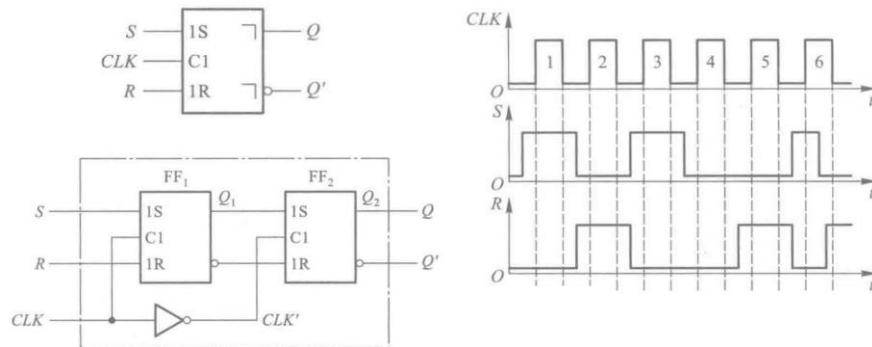 S 1S Q
CLK C1
R 1R Q'
FF1 FF2
S 1S Q1 1S Q2 Q
C1 C1
R 1R 1R Q'
CLK CLK'
CLK
1 2 3 4 5 6
O t
S
O t
R
O t